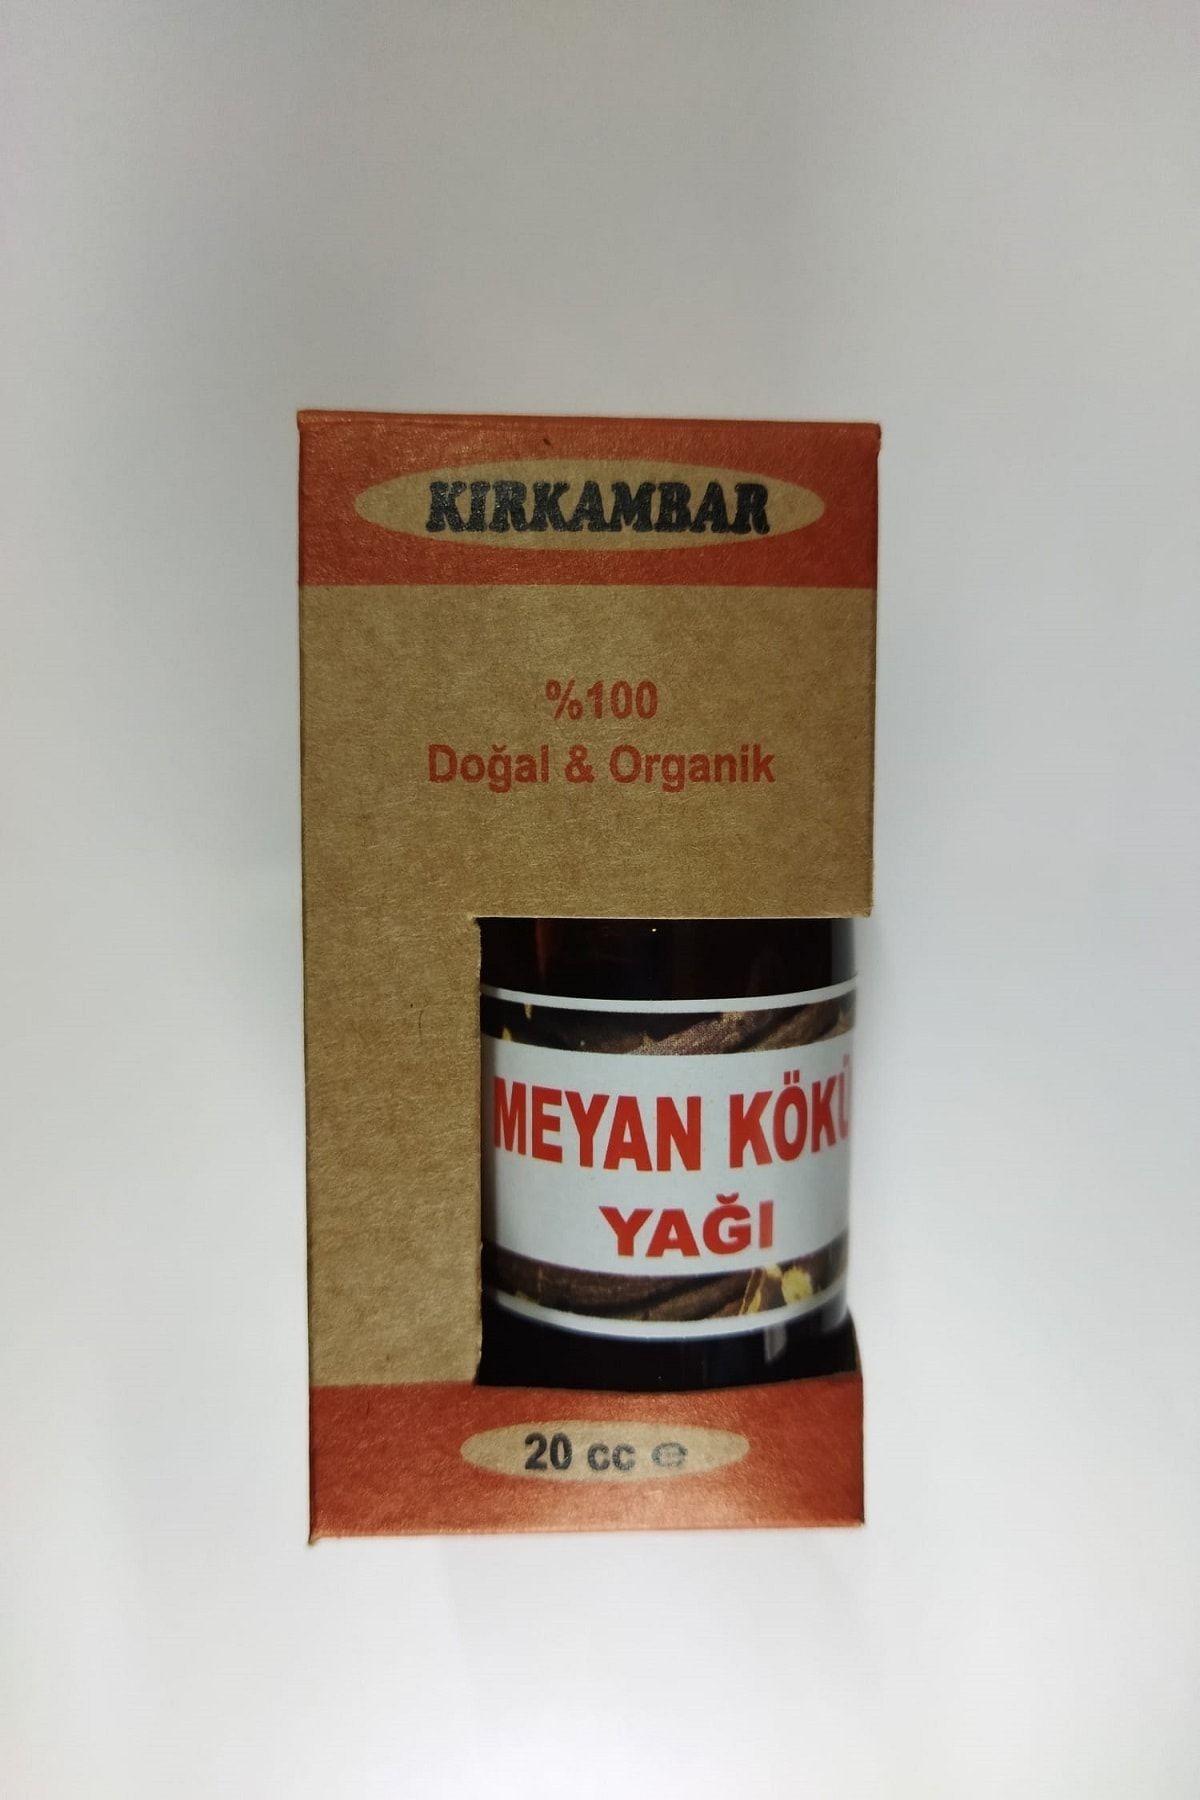 KIRKAMBAR
%100
Doğal & Organik
MEYAN KÖKÜ
YAĞI
20 cc ℮